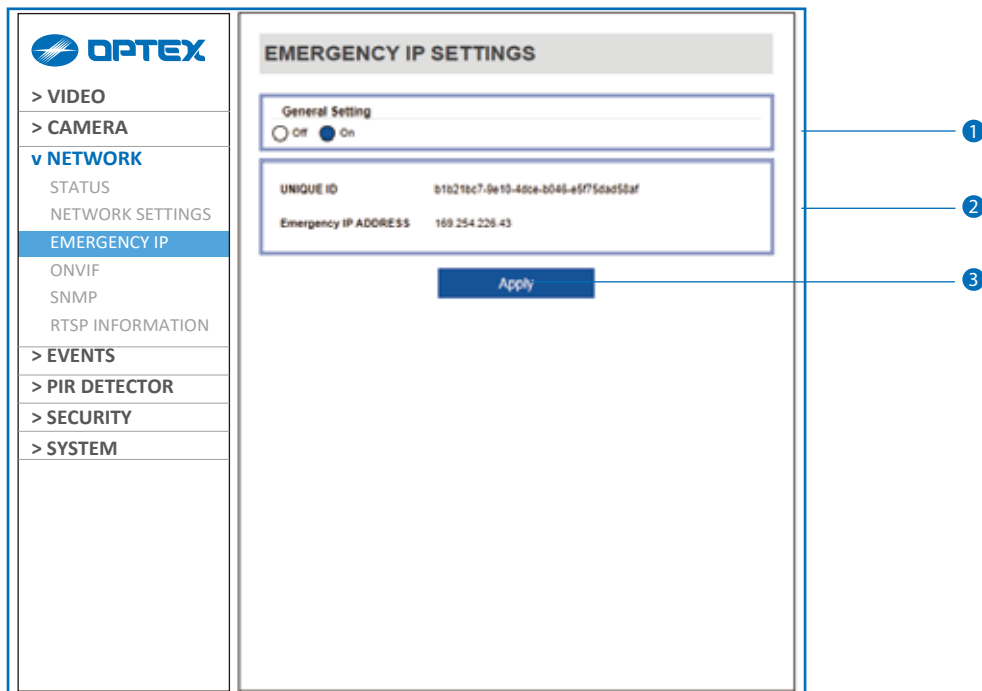 OPTEX
> VIDEO
> CAMERA
v NETWORK
STATUS
NETWORK SETTINGS
EMERGENCY IP
ONVIF
SNMP
RTSP INFORMATION
> EVENTS
> PIR DETECTOR
> SECURITY
> SYSTEM
EMERGENCY IP SETTINGS
General Setting
Off On
1
UNIQUE ID b1b21bc7-9e10-4dce-b046-e5f75dad58af
Emergency IP ADDRESS 169.254.226.43
2
Apply
3